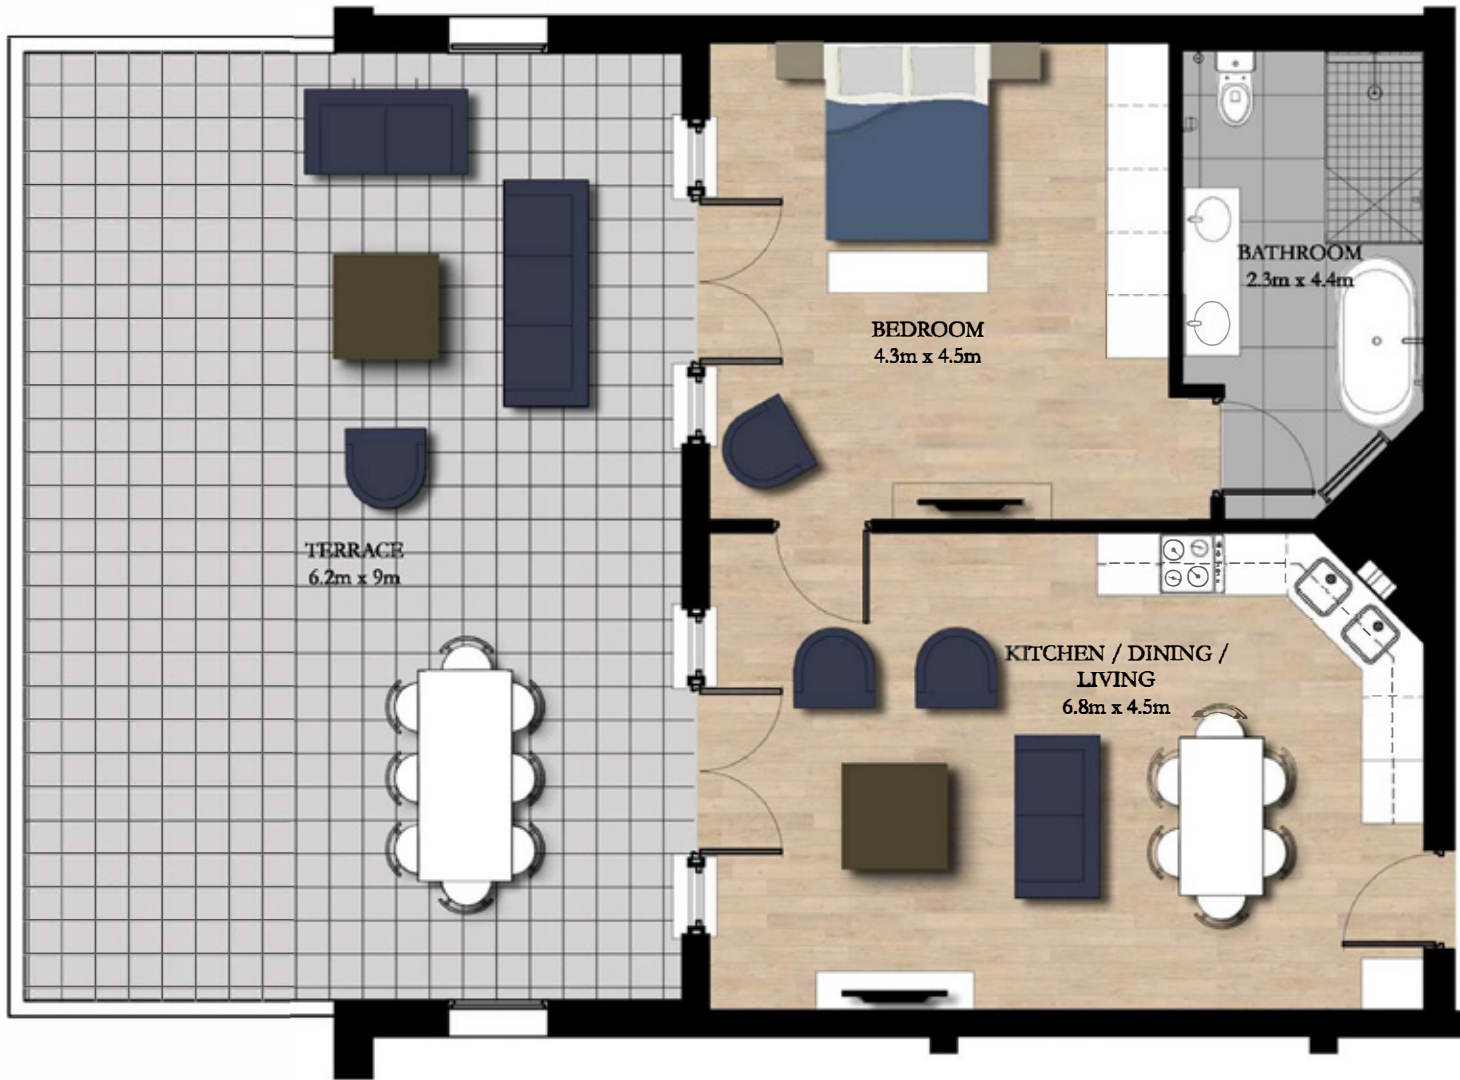 BATHROOM
2.3m x 4.4m
BEDROOM
4.3m x 4.5m
TERRACE
6.2m x 9m
KITCHEN / DINING /
LIVING
6.8m x 4.5m